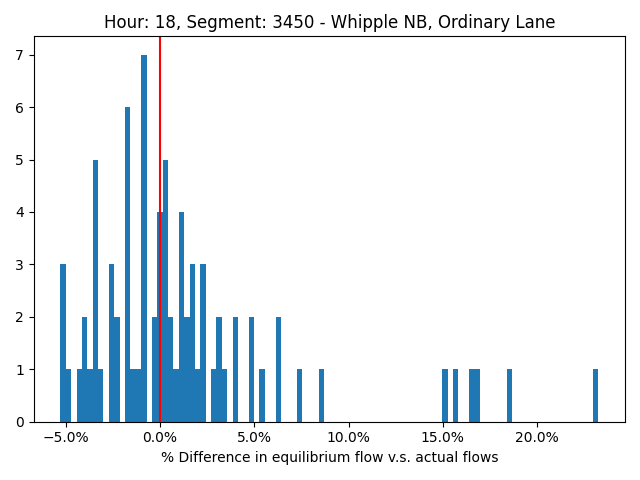 Hour: 18, Segment: 3450 - Whipple NB, Ordinary Lane
7
6
5
4
3
2
1
0
−5.0% 0.0% 5.0% 10.0% 15.0% 20.0%
% Difference in equilibrium flow v.s. actual flows